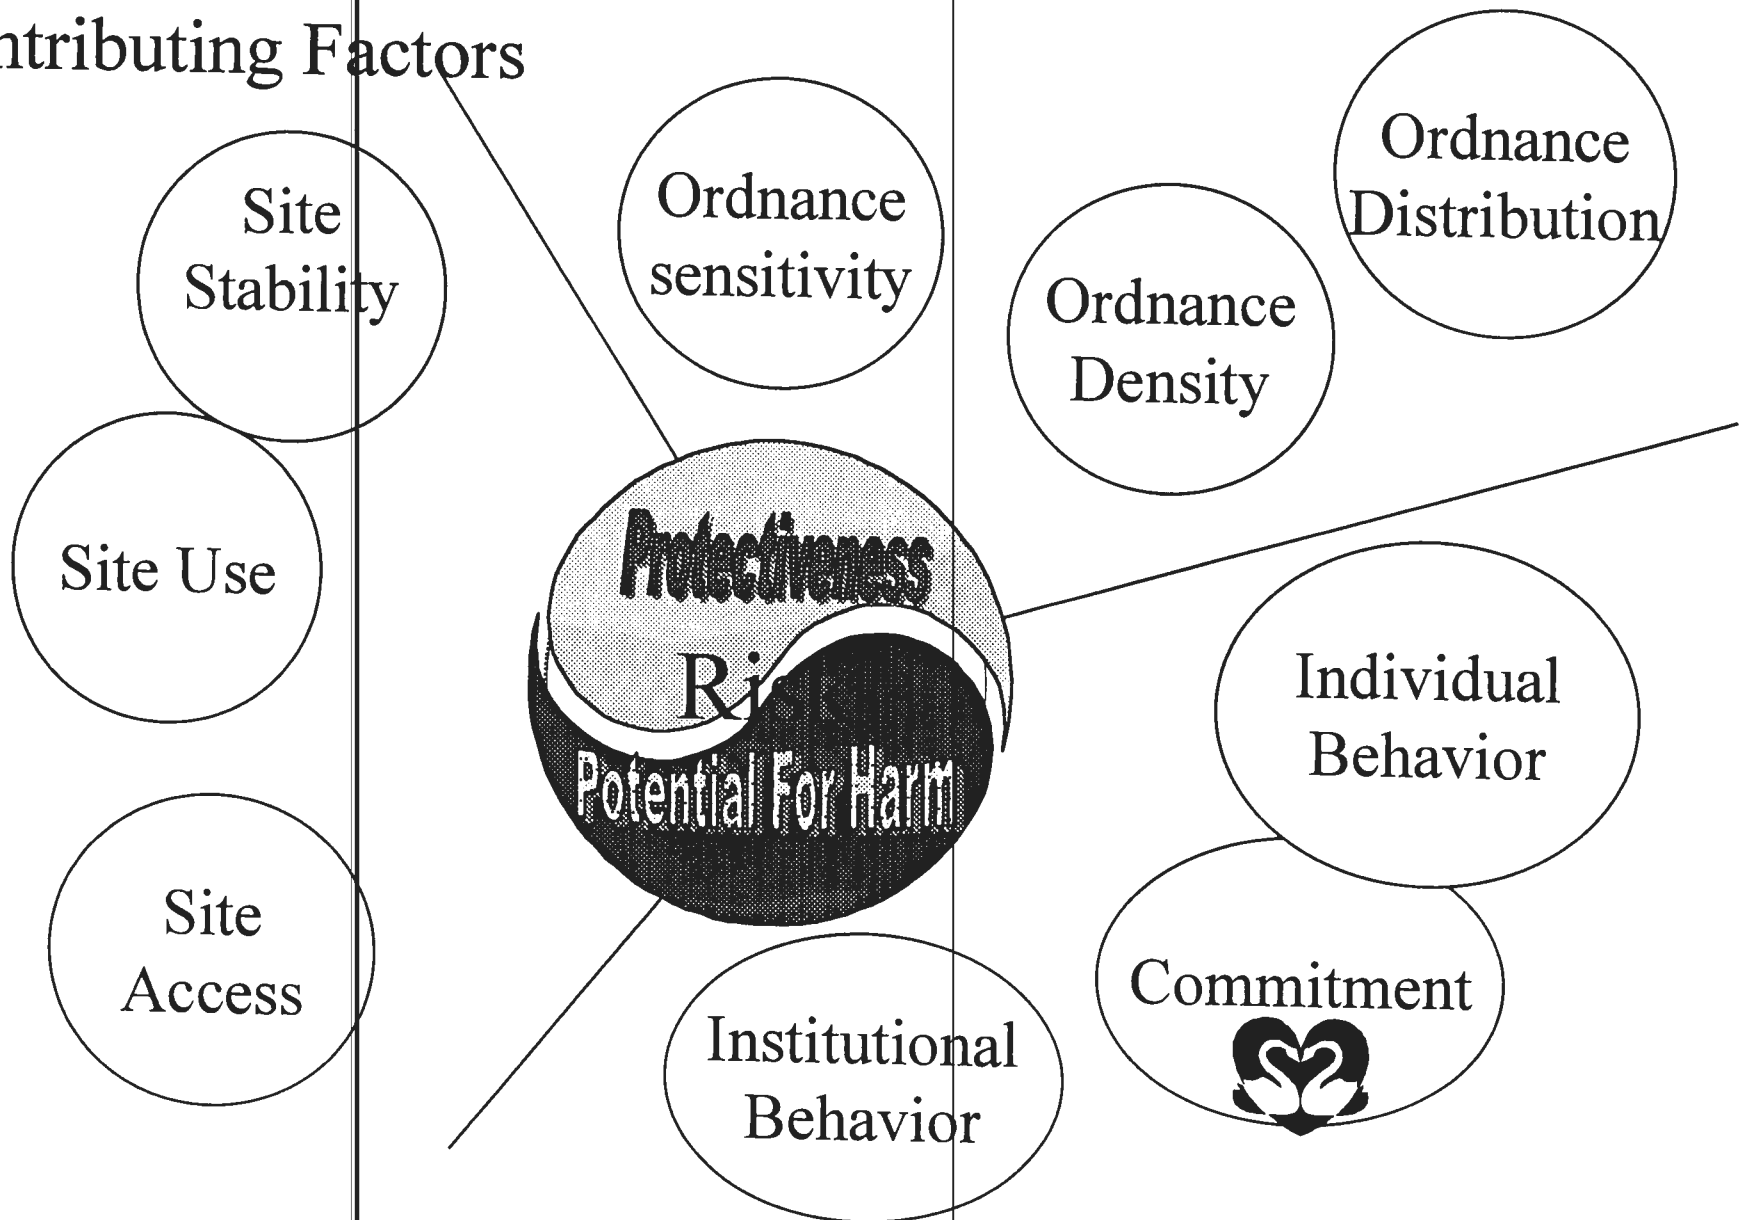 ntributing Factors
Site
Stability
Ordnance
sensitivity
Ordnance
Density
Ordnance
Distribution
Site Use
Protectiveness
Risk
Potential For Harm
Individual
Behavior
Site
Access
Commitment
Institutional
Behavior